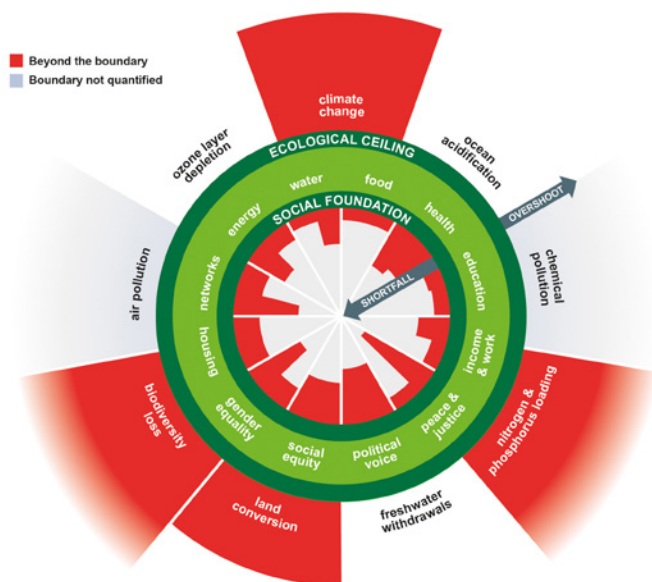 Beyond the boundary
Boundary not quantified
climate
change
ozone layer
depletion
ocean
acidification
ECOLOGICAL CEILING
water
food
energy
health
SOCIAL FOUNDATION
OVERSHOOT
SHORTFALL
air pollution
networks
education
chemical
pollution
housing
income
& work
biodiversity
loss
gender
equality
social
equity
political
voice
peace &
justice
nitrogen &
phosphorus loading
land
conversion
freshwater
withdrawals